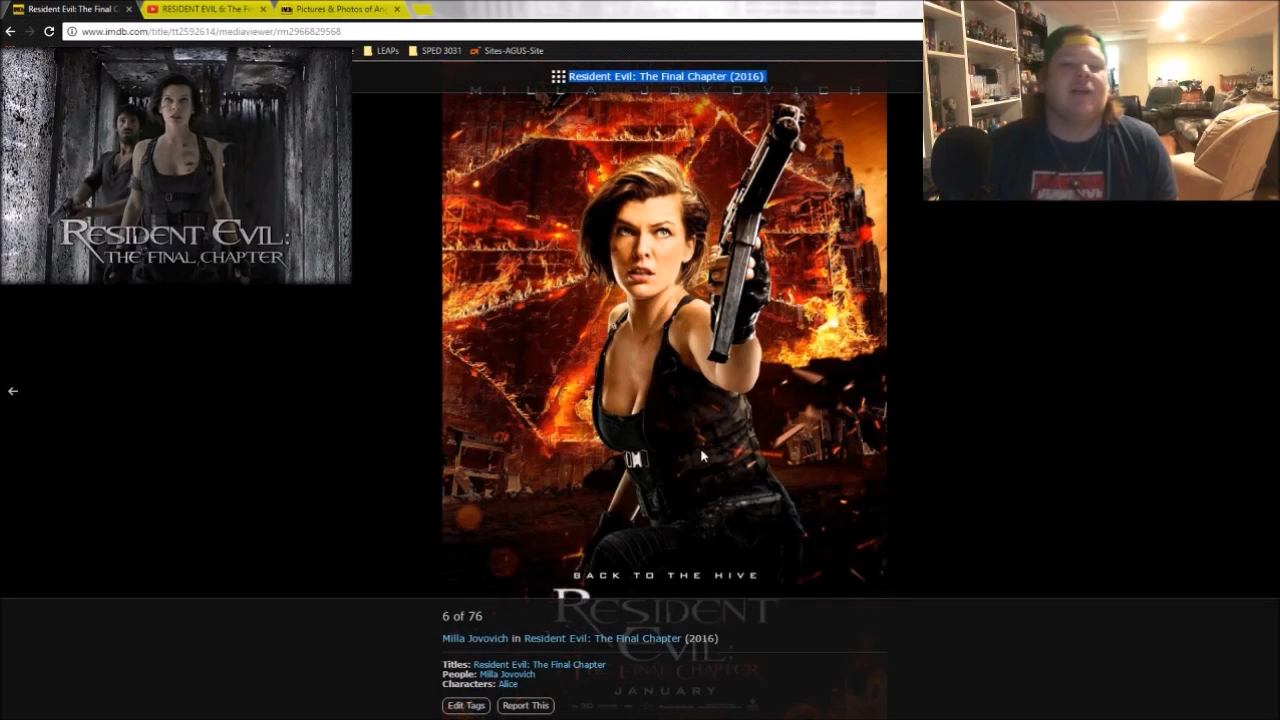 Resident Evil: The Final C
RESIDENT EVIL 6: The Fi
Pictures & Photos of An
www.imdb.com/title/tt2592614/mediaviewer/rm2966829568
LEAPs
SPED 3031
Sites-AGUS-Site
Resident Evil: The Final Chapter (2016)
MILLA JOVOVICH
RESIDENT EVIL:
THE FINAL CHAPTER
BACK TO THE HIVE
RESIDENT
EVIL:
THE FINAL CHAPTER
JANUARY
6 of 76
Milla Jovovich in Resident Evil: The Final Chapter (2016)
Titles: Resident Evil: The Final Chapter
People: Milla Jovovich
Characters: Alice
Edit Tags
Report This